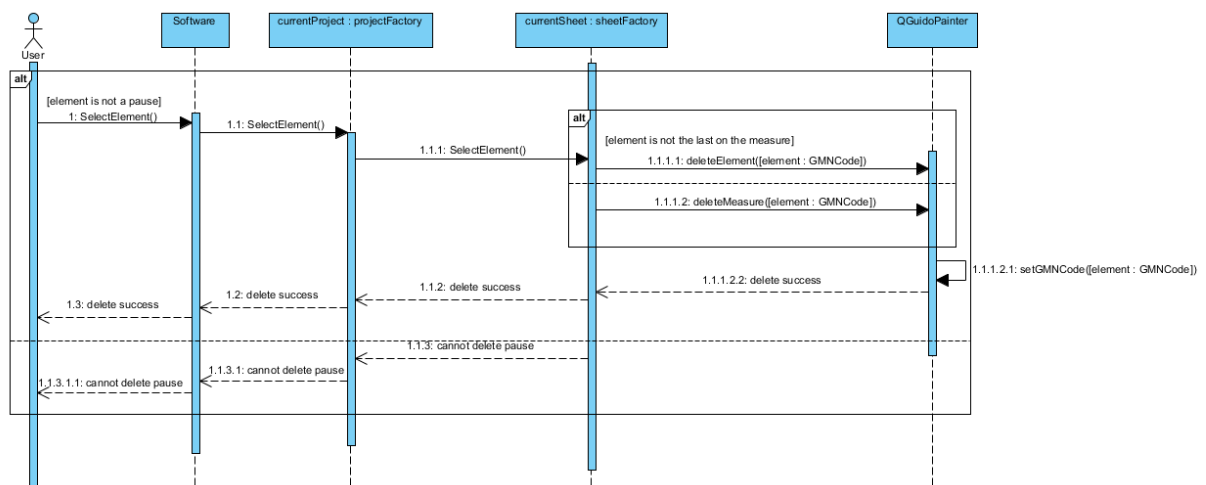 Software
currentProject : projectFactory
currentSheet : sheetFactory
QGuidoPainter
User
alt
[element is not a pause]
1: SelectElement()
1.1: SelectElement()
1.1.1: SelectElement()
alt
[element is not the last on the measure]
1.1.1.1: deleteElement([element : GMNCode])
1.1.1.2: deleteMeasure([element : GMNCode])
1.1.1.2.1: setGMNCode([element : GMNCode])
1.1.1.2.2: delete success
1.1.2: delete success
1.2: delete success
1.3: delete success
1.1.3: cannot delete pause
1.1.3.1: cannot delete pause
1.1.3.1.1: cannot delete pause